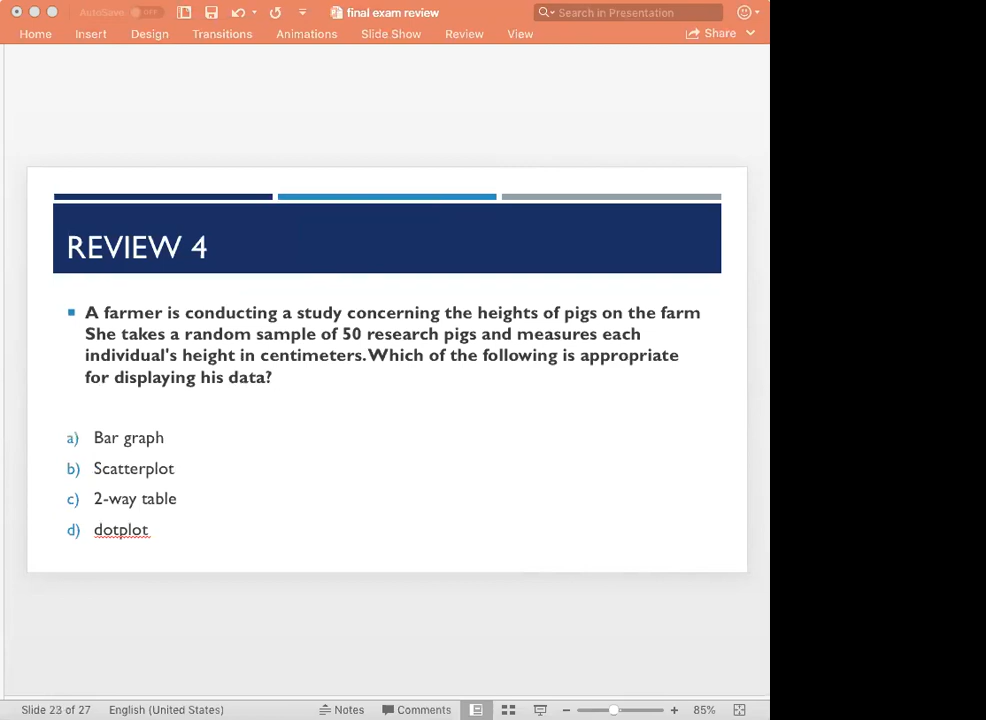 AutoSave OFF final exam review Search in Presentation
Home Insert Design Transitions Animations Slide Show Review View Share
REVIEW 4
A farmer is conducting a study concerning the heights of pigs on the farm
She takes a random sample of 50 research pigs and measures each
individual's height in centimeters. Which of the following is appropriate
for displaying his data?
a) Bar graph
b) Scatterplot
c) 2-way table
d) dotplot
Slide 23 of 27 English (United States) Notes Comments 85%